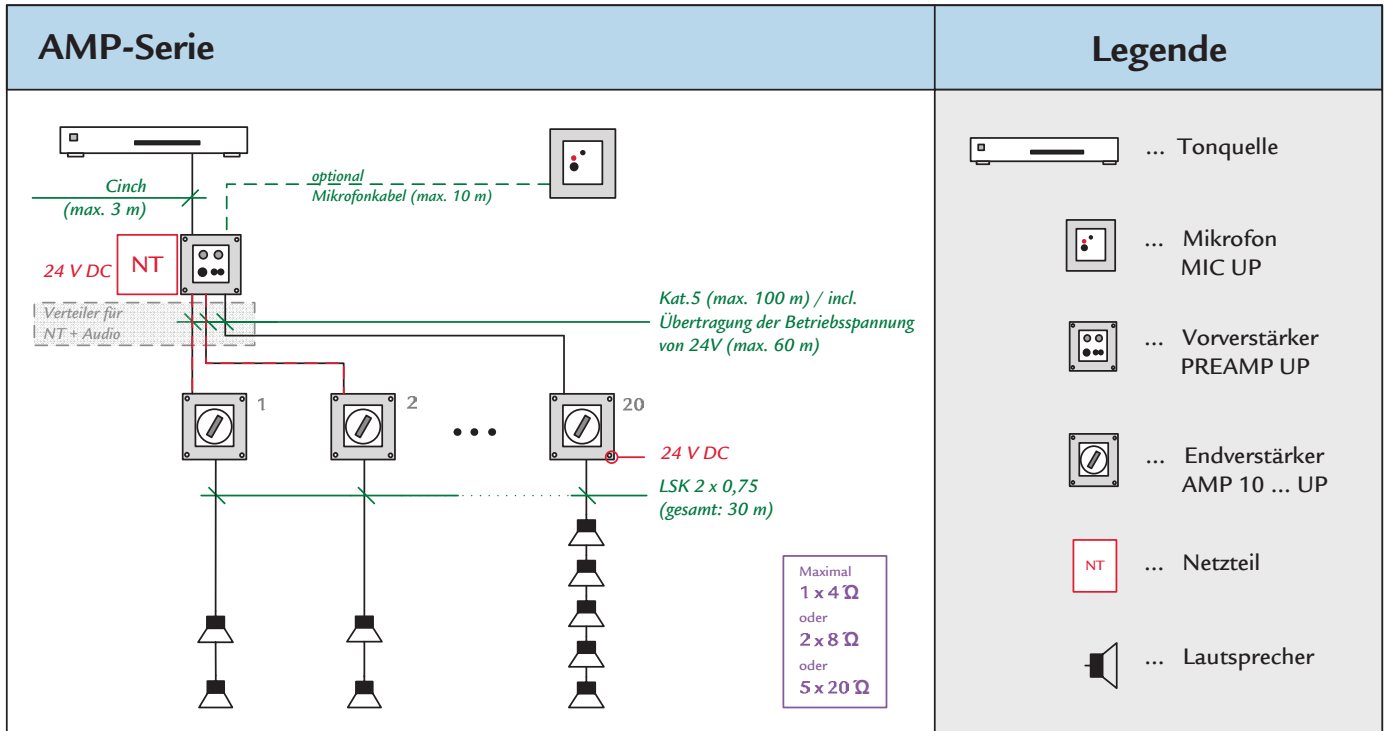 AMP-Serie
Legende
Cinch
(max. 3 m)
optional
Mikrofonkabel (max. 10 m)
24 V DC
NT
Verteiler für
NT + Audio
Kat.5 (max. 100 m) / incl.
Übertragung der Betriebsspannung
von 24V (max. 60 m)
1
2
20
24 V DC
LSK 2 x 0,75
(gesamt: 30 m)
Maximal
1 x 4 Ω
oder
2 x 8 Ω
oder
5 x 20 Ω
... Tonquelle
... Mikrofon
MIC UP
... Vorverstärker
PREAMP UP
... Endverstärker
AMP 10 ... UP
NT ... Netzteil
... Lautsprecher